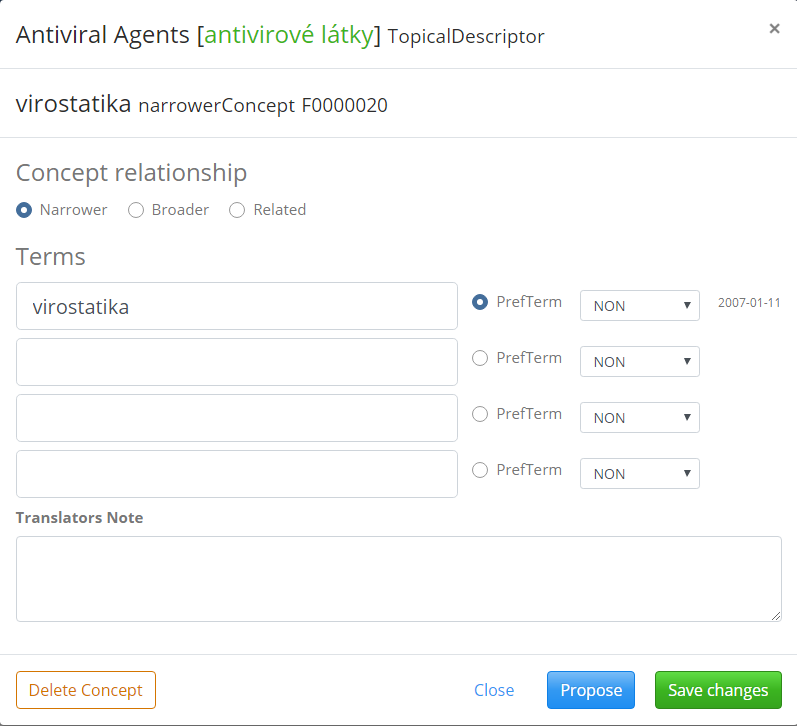 Antiviral Agents [antivirové látky] TopicalDescriptor ×
virostatika narrowerConcept F0000020
Concept relationship
Narrower Broader Related
Terms
virostatika PrefTerm NON 2007-01-11
PrefTerm NON
PrefTerm NON
PrefTerm NON
Translators Note
Delete Concept Close Propose Save changes